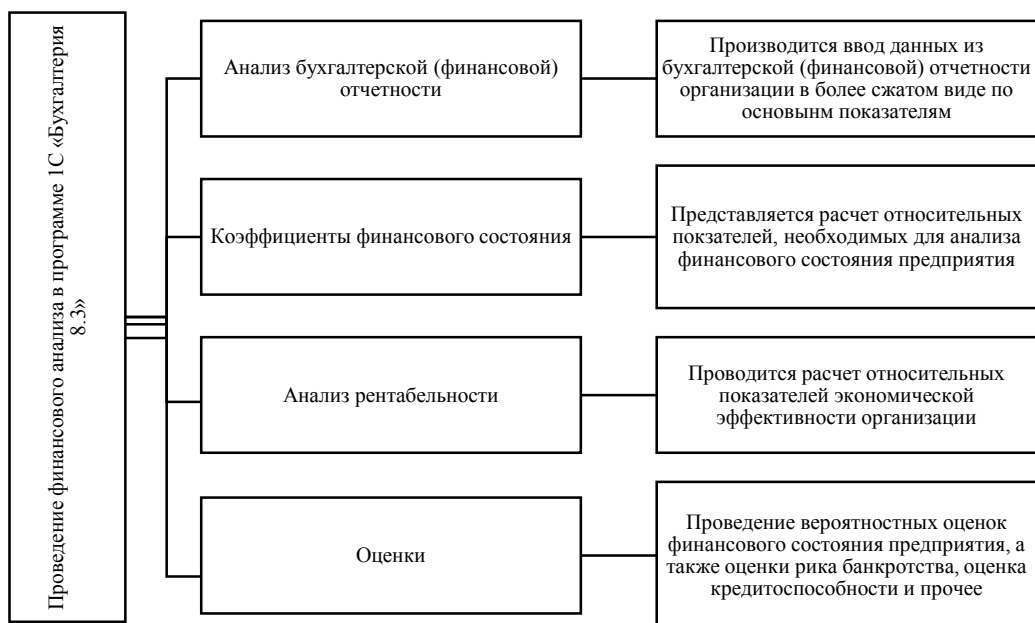 Проведение финансового анализа в программе 1С «Бухгалтерия
8.3»
Анализ бухгалтерской (финансовой)
отчетности
Производится ввод данных из
бухгалтерской (финансовой) отчетности
организации в более сжатом виде по
основынм показателям
Коэффициенты финансового состояния
Представляется расчет относительных
покзателей, необходимых для анализа
финансового состояния предприятия
Анализ рентабельности
Проводится расчет относительных
показателей экономической
эффективности организации
Оценки
Проведение вероятностных оценок
финансового состояния предприятия, а
также оценки рика банкротства, оценка
кредитоспособности и прочее